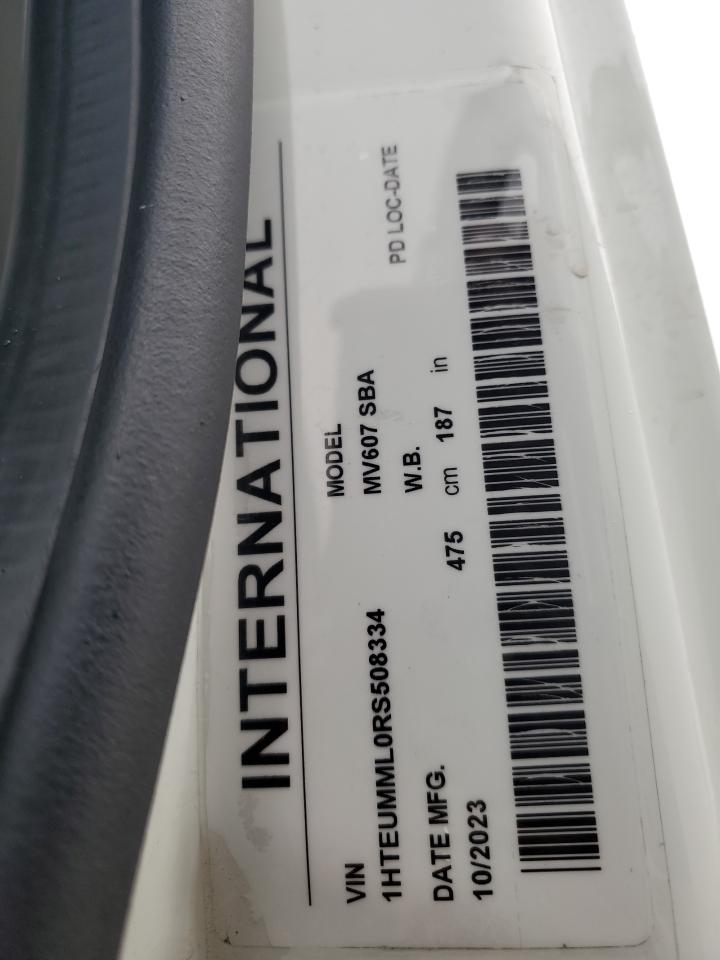 INTERNATIONAL
VIN
1HTEUMML0RS508334
MODEL
MV607 SBA
DATE MFG.
10/2023
W.B.
475 cm 187 in
PD LOC-DATE